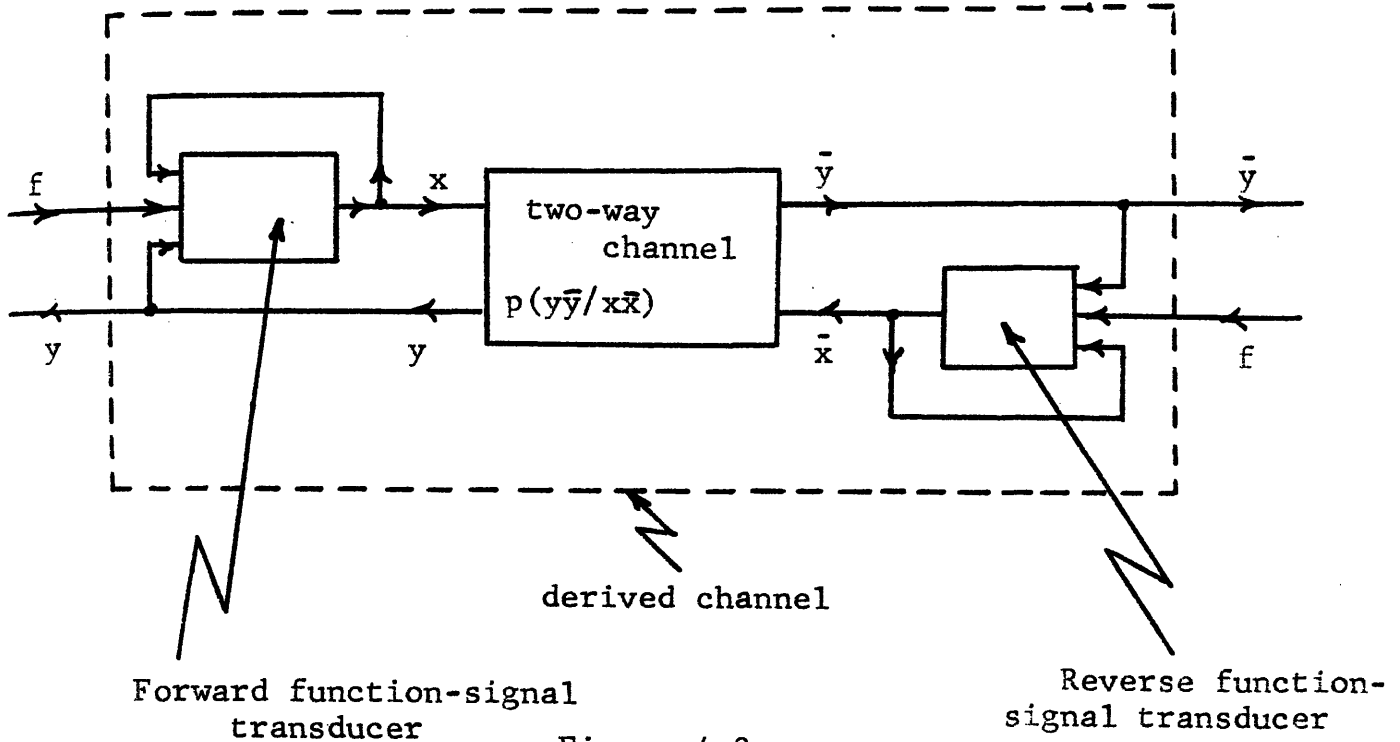 f
x
ȳ
ȳ
two-way
channel
p(yȳ/xx̄)
y
y
x̄
f
derived channel
Forward function-signal
transducer
Reverse function-
signal transducer